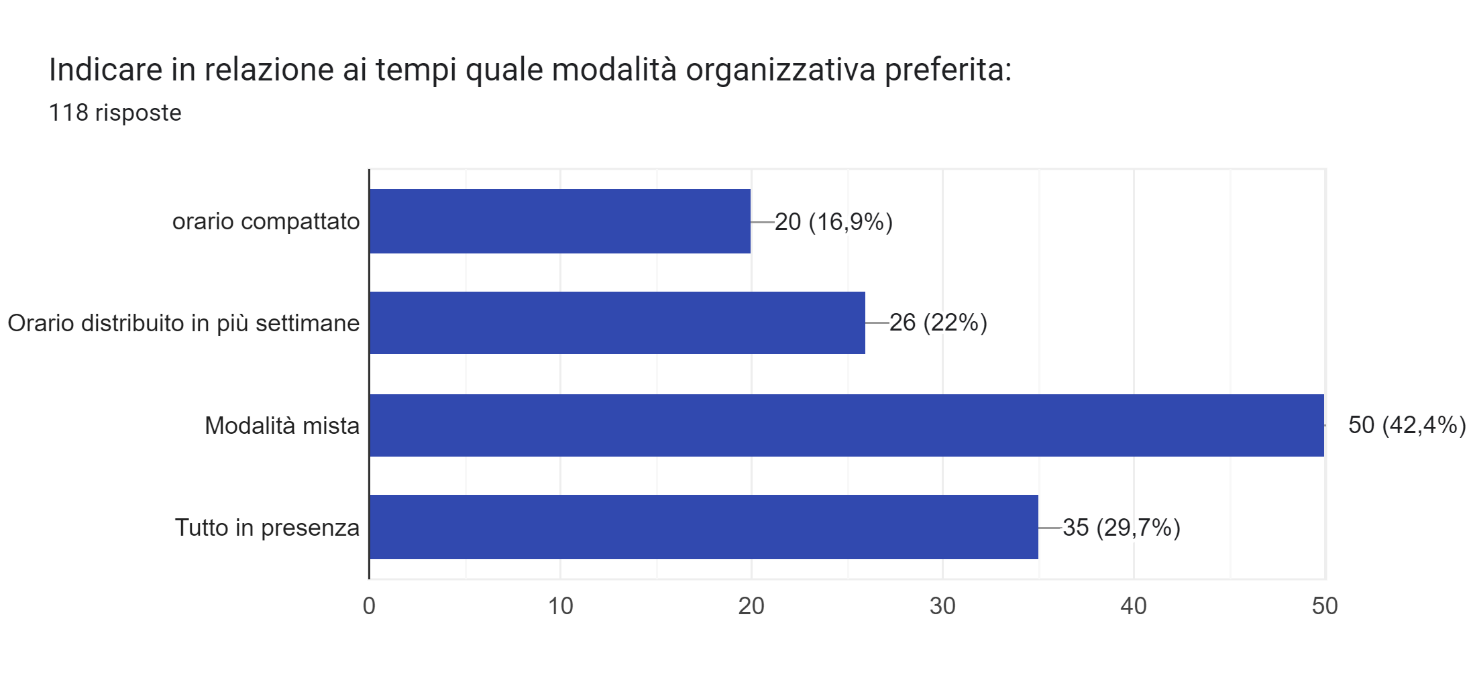 Indicare in relazione ai tempi quale modalità organizzativa preferita:
118 risposte
orario compattato
20 (16,9%)
Orario distribuito in più settimane
26 (22%)
Modalità mista
50 (42,4%)
Tutto in presenza
35 (29,7%)
0 10 20 30 40 50